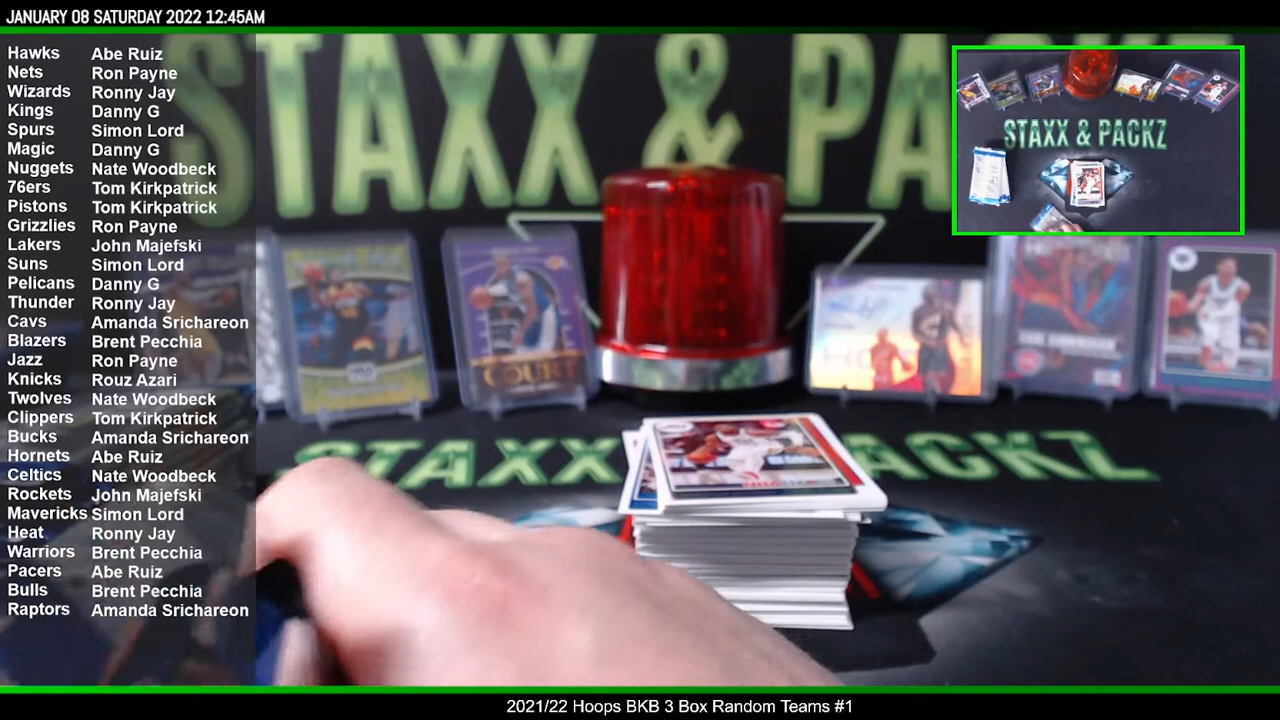 JANUARY 08 SATURDAY 2022 12:45AM
Hawks Abe Ruiz
Nets Ron Payne
Wizards Ronny Jay
Kings Danny G
Spurs Simon Lord
Magic Danny G
Nuggets Nate Woodbeck
76ers Tom Kirkpatrick
Pistons Tom Kirkpatrick
Grizzlies Ron Payne
Lakers John Majefski
Suns Simon Lord
Pelicans Danny G
Thunder Ronny Jay
Cavs Amanda Srichareon
Blazers Brent Pecchia
Jazz Ron Payne
Knicks Rouz Azari
Twolves Nate Woodbeck
Clippers Tom Kirkpatrick
Bucks Amanda Srichareon
Hornets Abe Ruiz
Celtics Nate Woodbeck
Rockets John Majefski
Mavericks Simon Lord
Heat Ronny Jay
Warriors Brent Pecchia
Pacers Abe Ruiz
Bulls Brent Pecchia
Raptors Amanda Srichareon
STAXX & PA
STAXX & PACKZ
COURT
STAXX PACKZ
2021/22 Hoops BKB 3 Box Random Teams #1